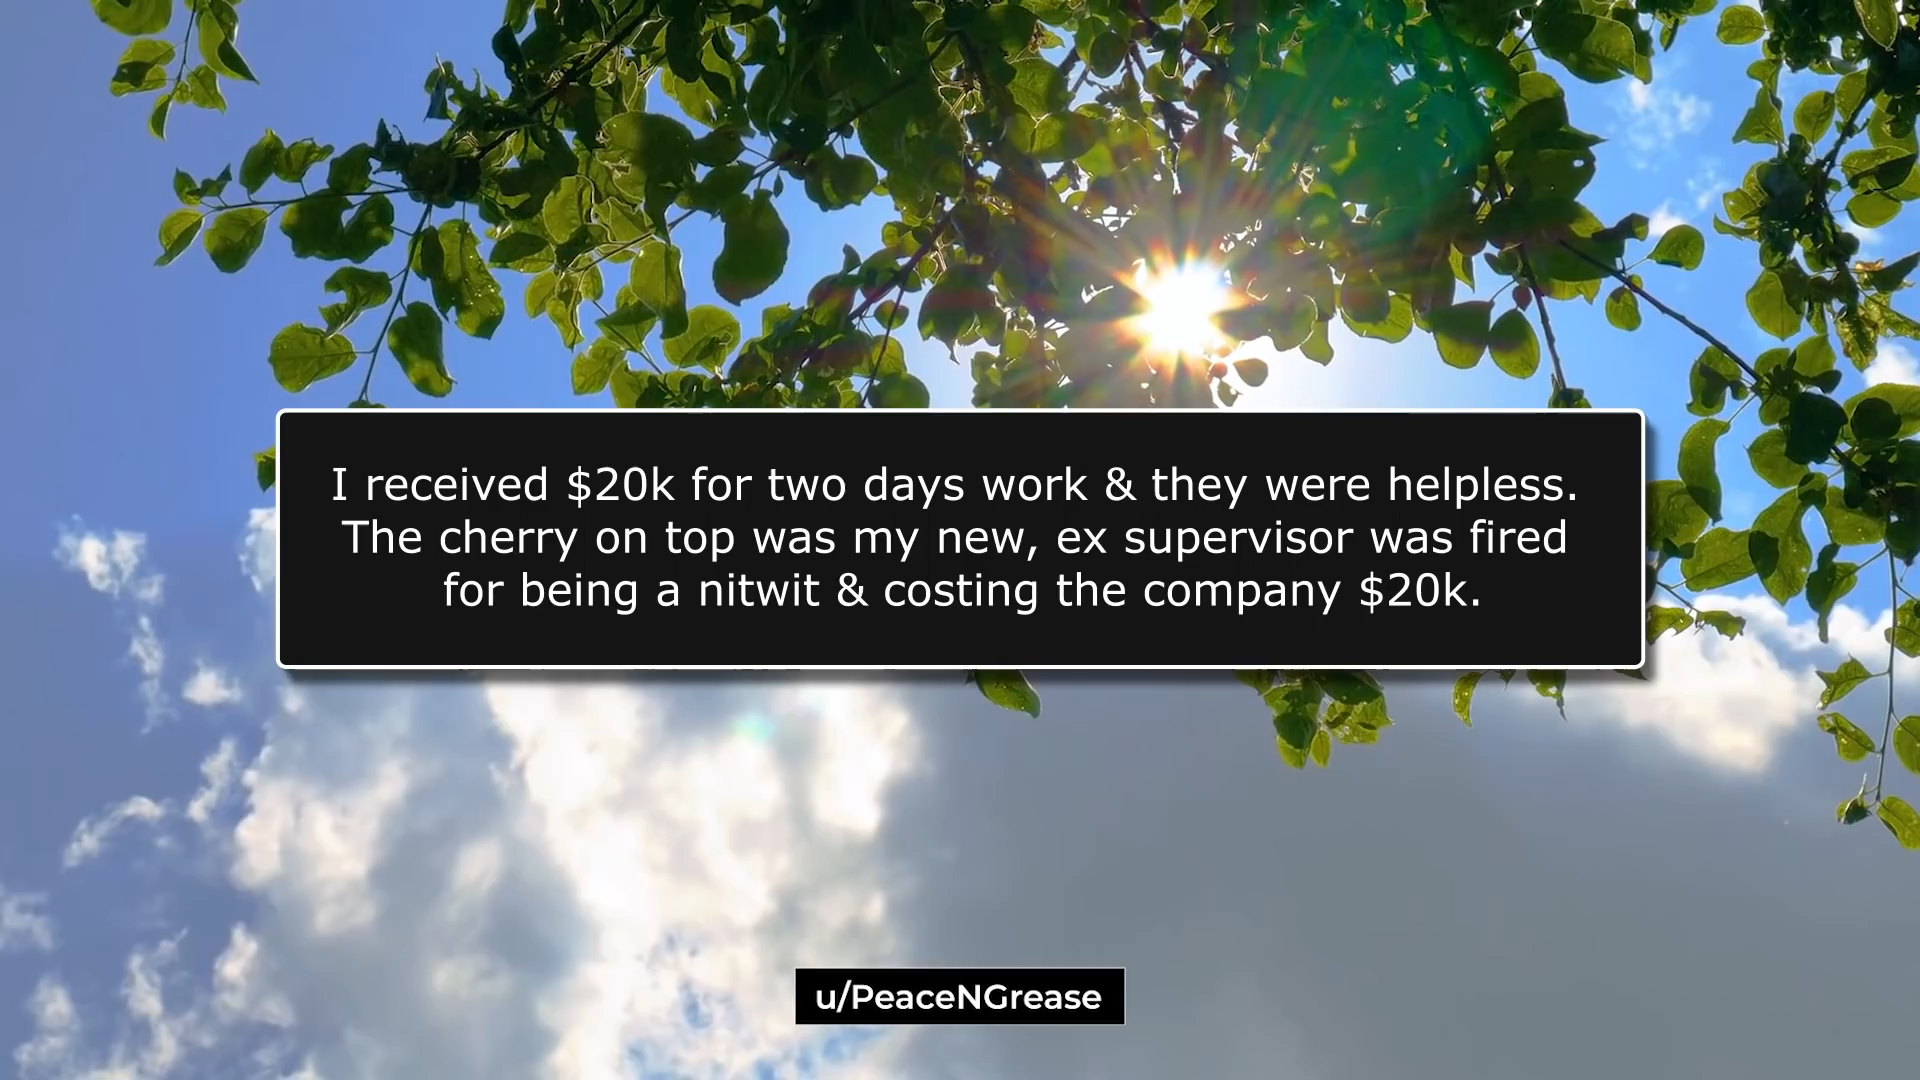 I received $20k for two days work & they were helpless.
The cherry on top was my new, ex supervisor was fired
for being a nitwit & costing the company $20k.
u/PeaceNGrease